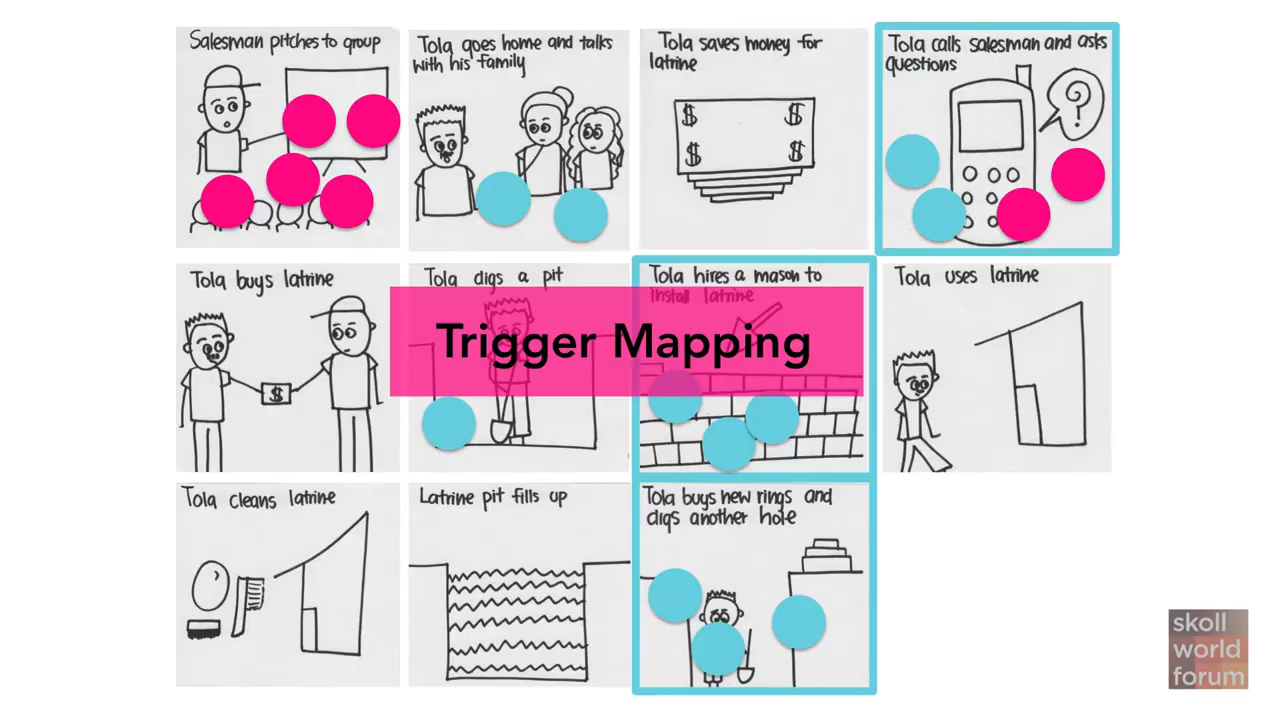 Salesman pitches to group
Tola goes home and talks
with his family
Tola saves money for
latrine
Tola calls salesman and asks
questions
$ $
$ $
?
Tola buys latrine
Tola digs a pit
Tola hires a mason to
install latrine
Tola uses latrine
Trigger Mapping
$
Tola cleans latrine
Latrine pit fills up
Tola buys new rings and
digs another hole
skoll
world
forum